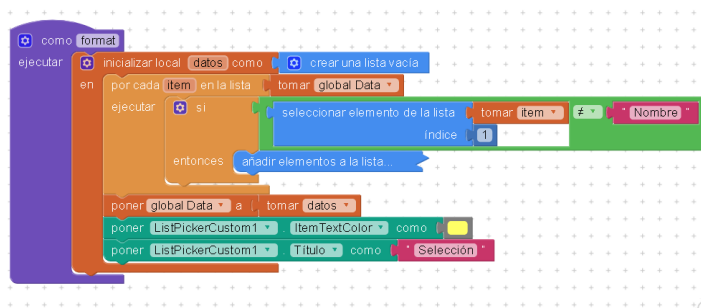 como format
ejecutar inicializar local datos como crear una lista vacía
en por cada item en la lista tomar global Data
ejecutar si seleccionar elemento de la lista tomar item ≠ " Nombre "
índice 1
entonces añadir elementos a la lista...
poner global Data a tomar datos
poner ListPickerCustom1 . ItemTextColor como
poner ListPickerCustom1 . Título como " Selección "